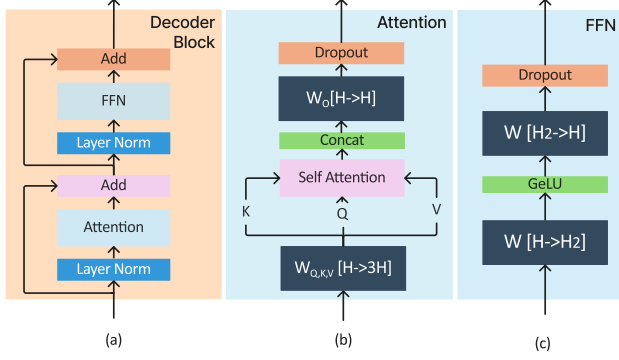 Decoder
Block
Add
FFN
Layer Norm
Add
Attention
Layer Norm
(a)
Attention
Dropout
W_O[H->H]
Concat
Self Attention
K
Q
V
W_Q,K,V [H->3H]
(b)
FFN
Dropout
W [H2->H]
GeLU
W [H->H2]
(c)